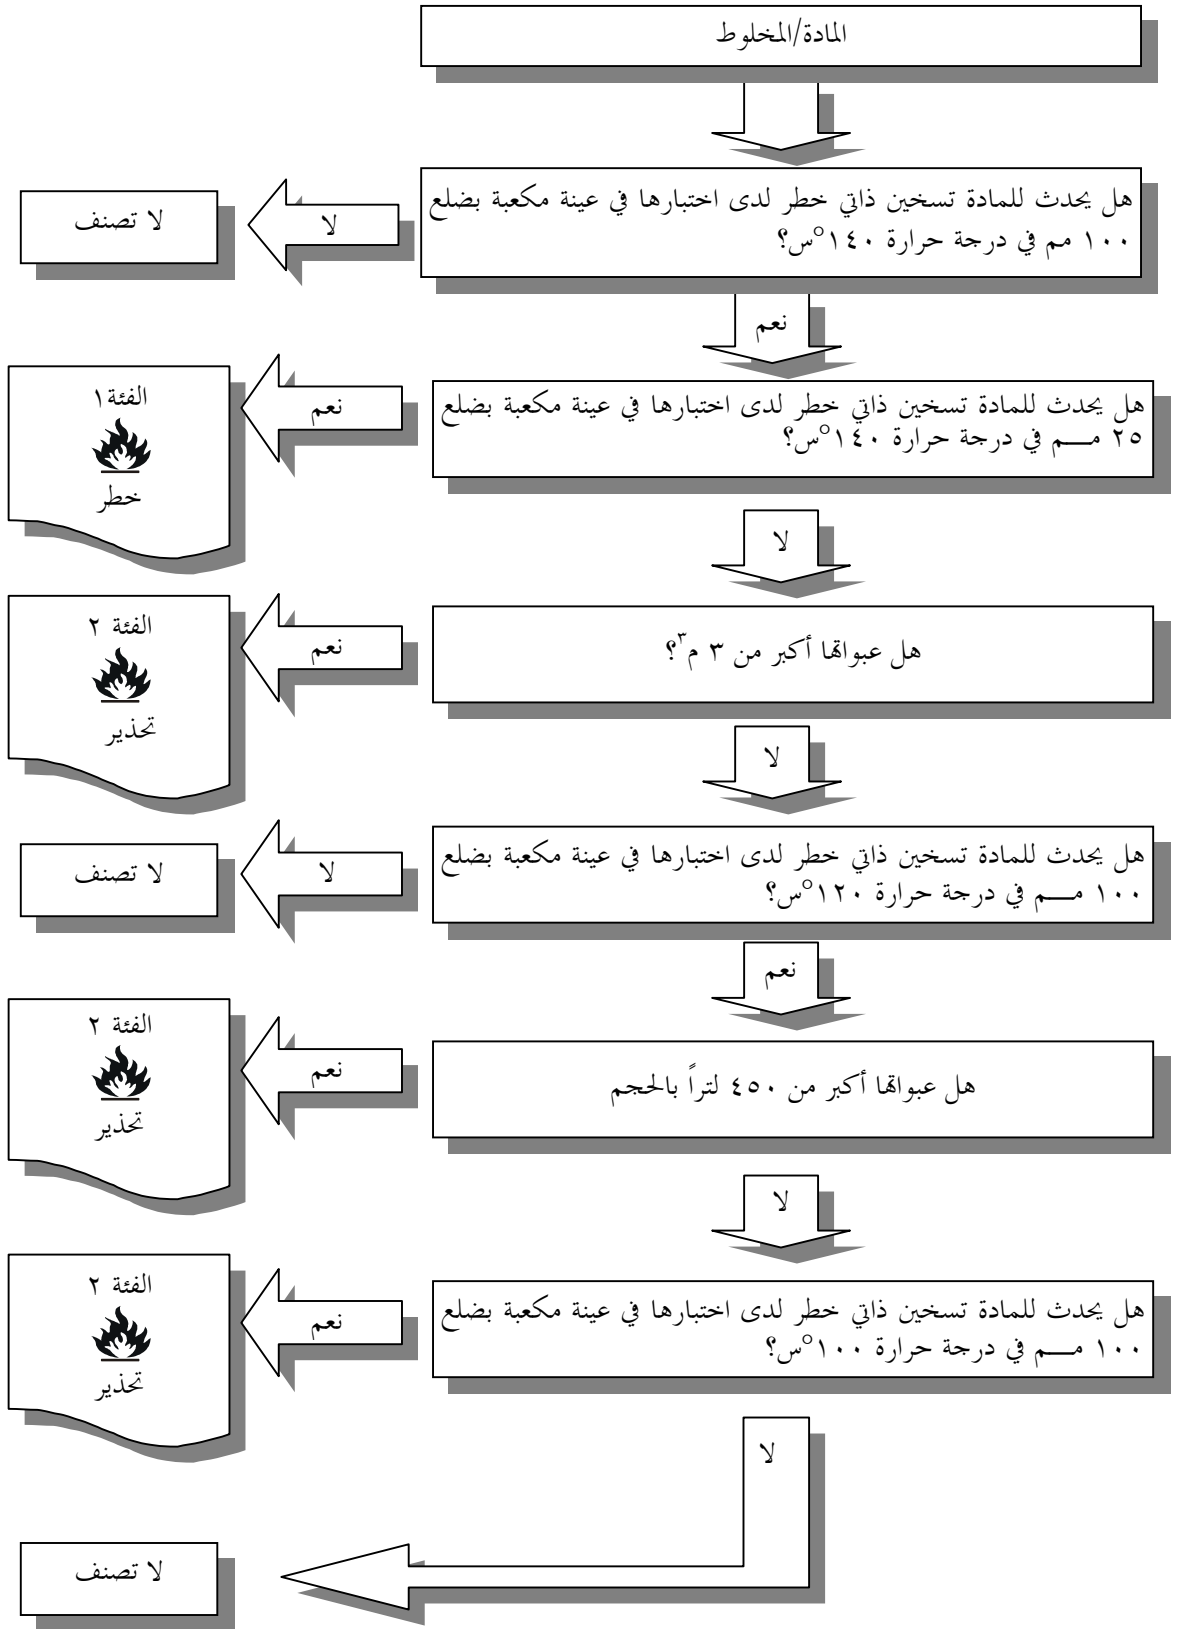 المادة/المخلوط
هل يحدث للمادة تسخين ذاتي خطر لدى اختبارها في عينة مكعبة بضلع
١٠٠ مم في درجة حرارة ١٤٠°س؟
لا
لا تصنف
نعم
هل يحدث للمادة تسخين ذاتي خطر لدى اختبارها في عينة مكعبة بضلع
٢٥ مـــم في درجة حرارة ١٤٠°س؟
نعم
الفئة١
خطر
لا
هل عبواتها أكبر من ٣ م٣؟
نعم
الفئة ٢
تحذير
لا
هل يحدث للمادة تسخين ذاتي خطر لدى اختبارها في عينة مكعبة بضلع
١٠٠ مـــم في درجة حرارة ١٢٠°س؟
لا
لا تصنف
نعم
هل عبواتها أكبر من ٤٥٠ لتراً بالحجم
نعم
الفئة ٢
تحذير
لا
هل يحدث للمادة تسخين ذاتي خطر لدى اختبارها في عينة مكعبة بضلع
١٠٠ مـــم في درجة حرارة ١٠٠°س؟
نعم
الفئة ٢
تحذير
لا
لا تصنف